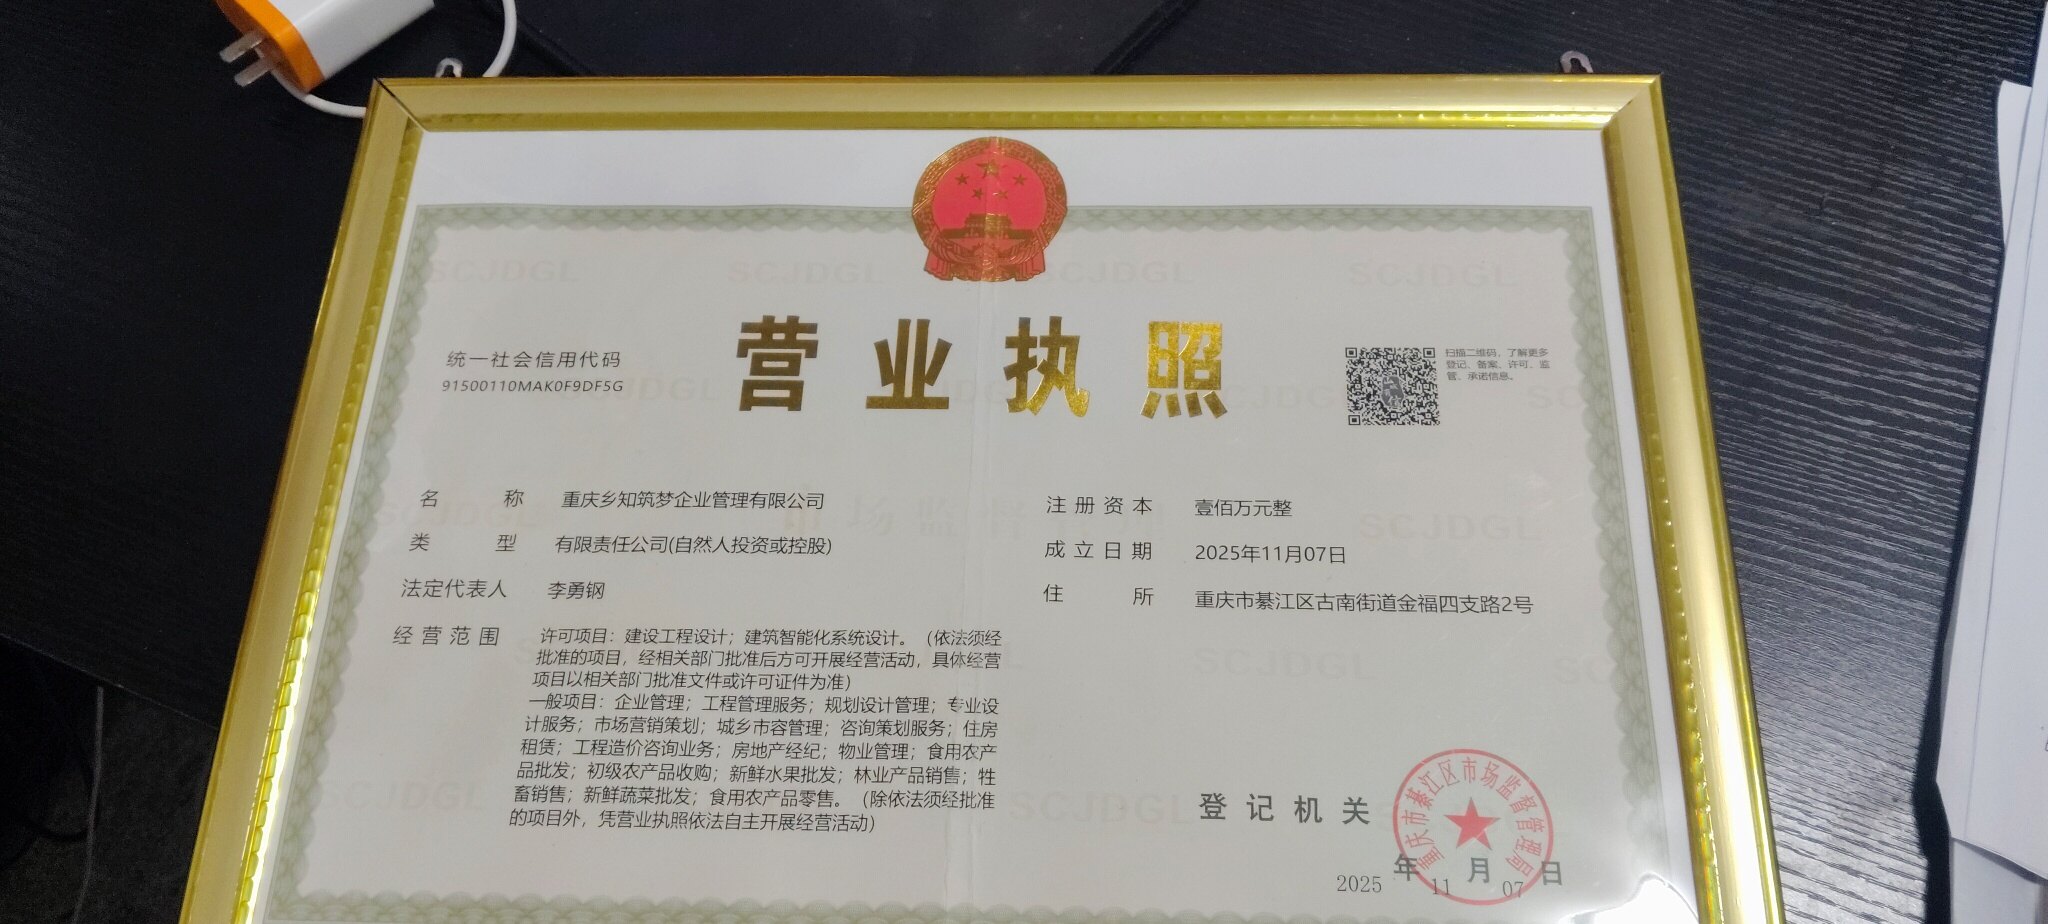 营业执照
统一社会信用代码
91500110MAK0F9DF5G
扫描二维码，了解更多
登记、备案、许可、监
管、承诺信息。
名称 重庆乡知筑梦企业管理有限公司
类型 有限责任公司(自然人投资或控股)
法定代表人 李勇钢
经营范围 许可项目：建设工程设计；建筑智能化系统设计。（依法须经
批准的项目，经相关部门批准后方可开展经营活动，具体经营
项目以相关部门批准文件或许可证件为准）
一般项目：企业管理；工程管理服务；规划设计管理；专业设
计服务；市场营销策划；城乡市容管理；咨询策划服务；住房
租赁；工程造价咨询业务；房地产经纪；物业管理；食用农产
品批发；初级农产品收购；新鲜水果批发；林业产品销售；牲
畜销售；新鲜蔬菜批发；食用农产品零售。（除依法须经批准
的项目外，凭营业执照依法自主开展经营活动）
注册资本 壹佰万元整
成立日期 2025年11月07日
住所 重庆市綦江区古南街道金福四支路2号
登记机关
重庆市綦江区市场监督管理局
2025年11月07日
SCJDGL
SCJDGL
SCJDGL
SCJDGL
SCJDGL
SCJDGL
SCJDGL